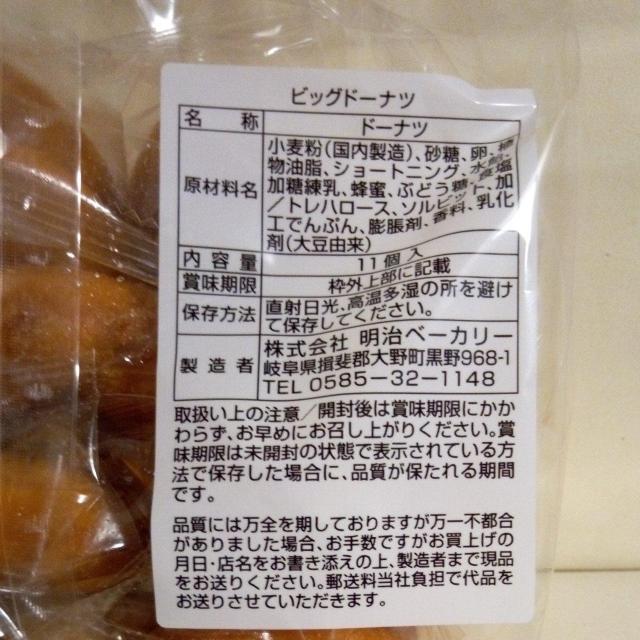 ビッグドーナツ
名称 ドーナツ
原材料名 小麦粉(国内製造)、砂糖、卵、植
物油脂、ショートニング、水飴、
加糖練乳、蜂蜜、ぶどう糖、食塩
/トレハロース、ソルビット、加
工でんぷん、膨脹剤、香料、乳化
剤(大豆由来)
内容量 11個入
賞味期限 枠外上部に記載
保存方法 直射日光、高温多湿の所を避け
て保存してください。
製造者 株式会社 明治ベーカリー
岐阜県揖斐郡大野町黒野968-1
TEL 0585-32-1148
取扱い上の注意/開封後は賞味期限にかか
わらず、お早めにお召し上がりください。賞
味期限は未開封の状態で表示されている方
法で保存した場合に、品質が保たれる期間
です。
品質には万全を期しておりますが万一不都合
がありました場合、お手数ですがお買上げの
月日・店名をお書き添えの上、製造者まで現品
をお送りください。郵送料当社負担で代品を
お送りさせていただきます。